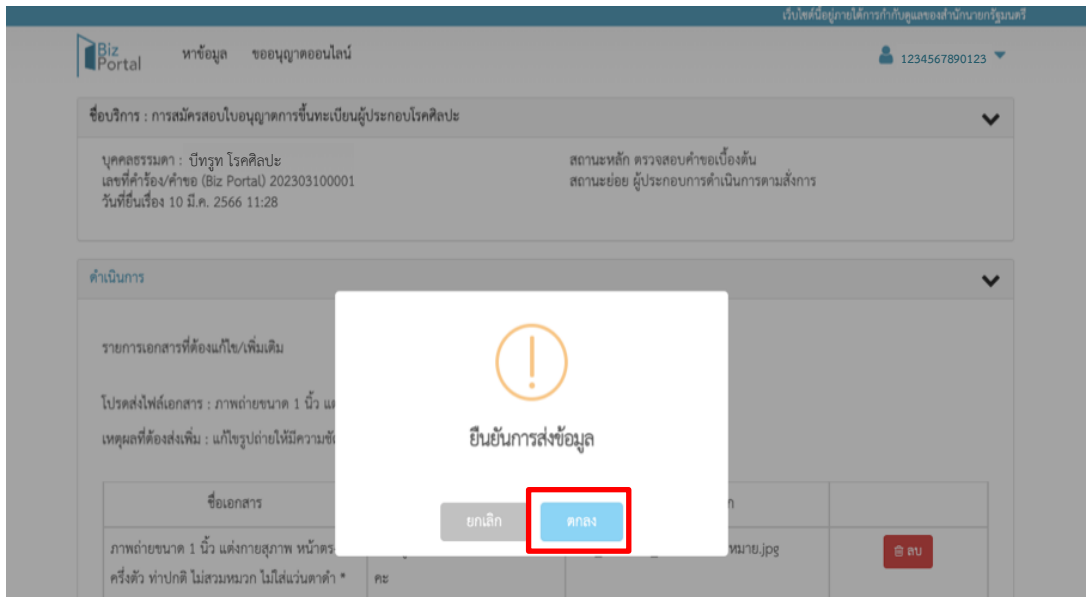 เว็บไซต์นี้อยู่ภายใต้การกำกับดูแลของสำนักนายกรัฐมนตรี
Biz
Portal
หาข้อมูล ขออนุญาตออนไลน์
1234567890123
ชื่อบริการ : การสมัครสอบใบอนุญาตการขึ้นทะเบียนผู้ประกอบโรคศิลปะ
บุคคลธรรมดา : บีทรูท โรคศิลปะ
สถานะหลัก ตรวจสอบคำขอเบื้องต้น
เลขที่คำร้อง/คำขอ (Biz Portal) 202303100001
สถานะย่อย ผู้ประกอบการดำเนินการตามสั่งการ
วันที่ยื่นเรื่อง 10 มี.ค. 2566 11:28
ดำเนินการ
รายการเอกสารที่ต้องแก้ไข/เพิ่มเติม
โปรดส่งไฟล์เอกสาร : ภาพถ่ายขนาด 1 นิ้ว
เหตุผลที่ต้องส่งเพิ่ม : แก้ไขรูปถ่ายให้มีความ
ยืนยันการส่งข้อมูล
ยกเลิก ตกลง
ชื่อเอกสาร
ภาพถ่ายขนาด 1 นิ้ว แต่งกายสุภาพ หน้าตรง
หมาย.jpg
ลบ
ครึ่งตัว ท่าปกติ ไม่สวมหมวก ไม่ใส่แว่นตาดำ *
คะ